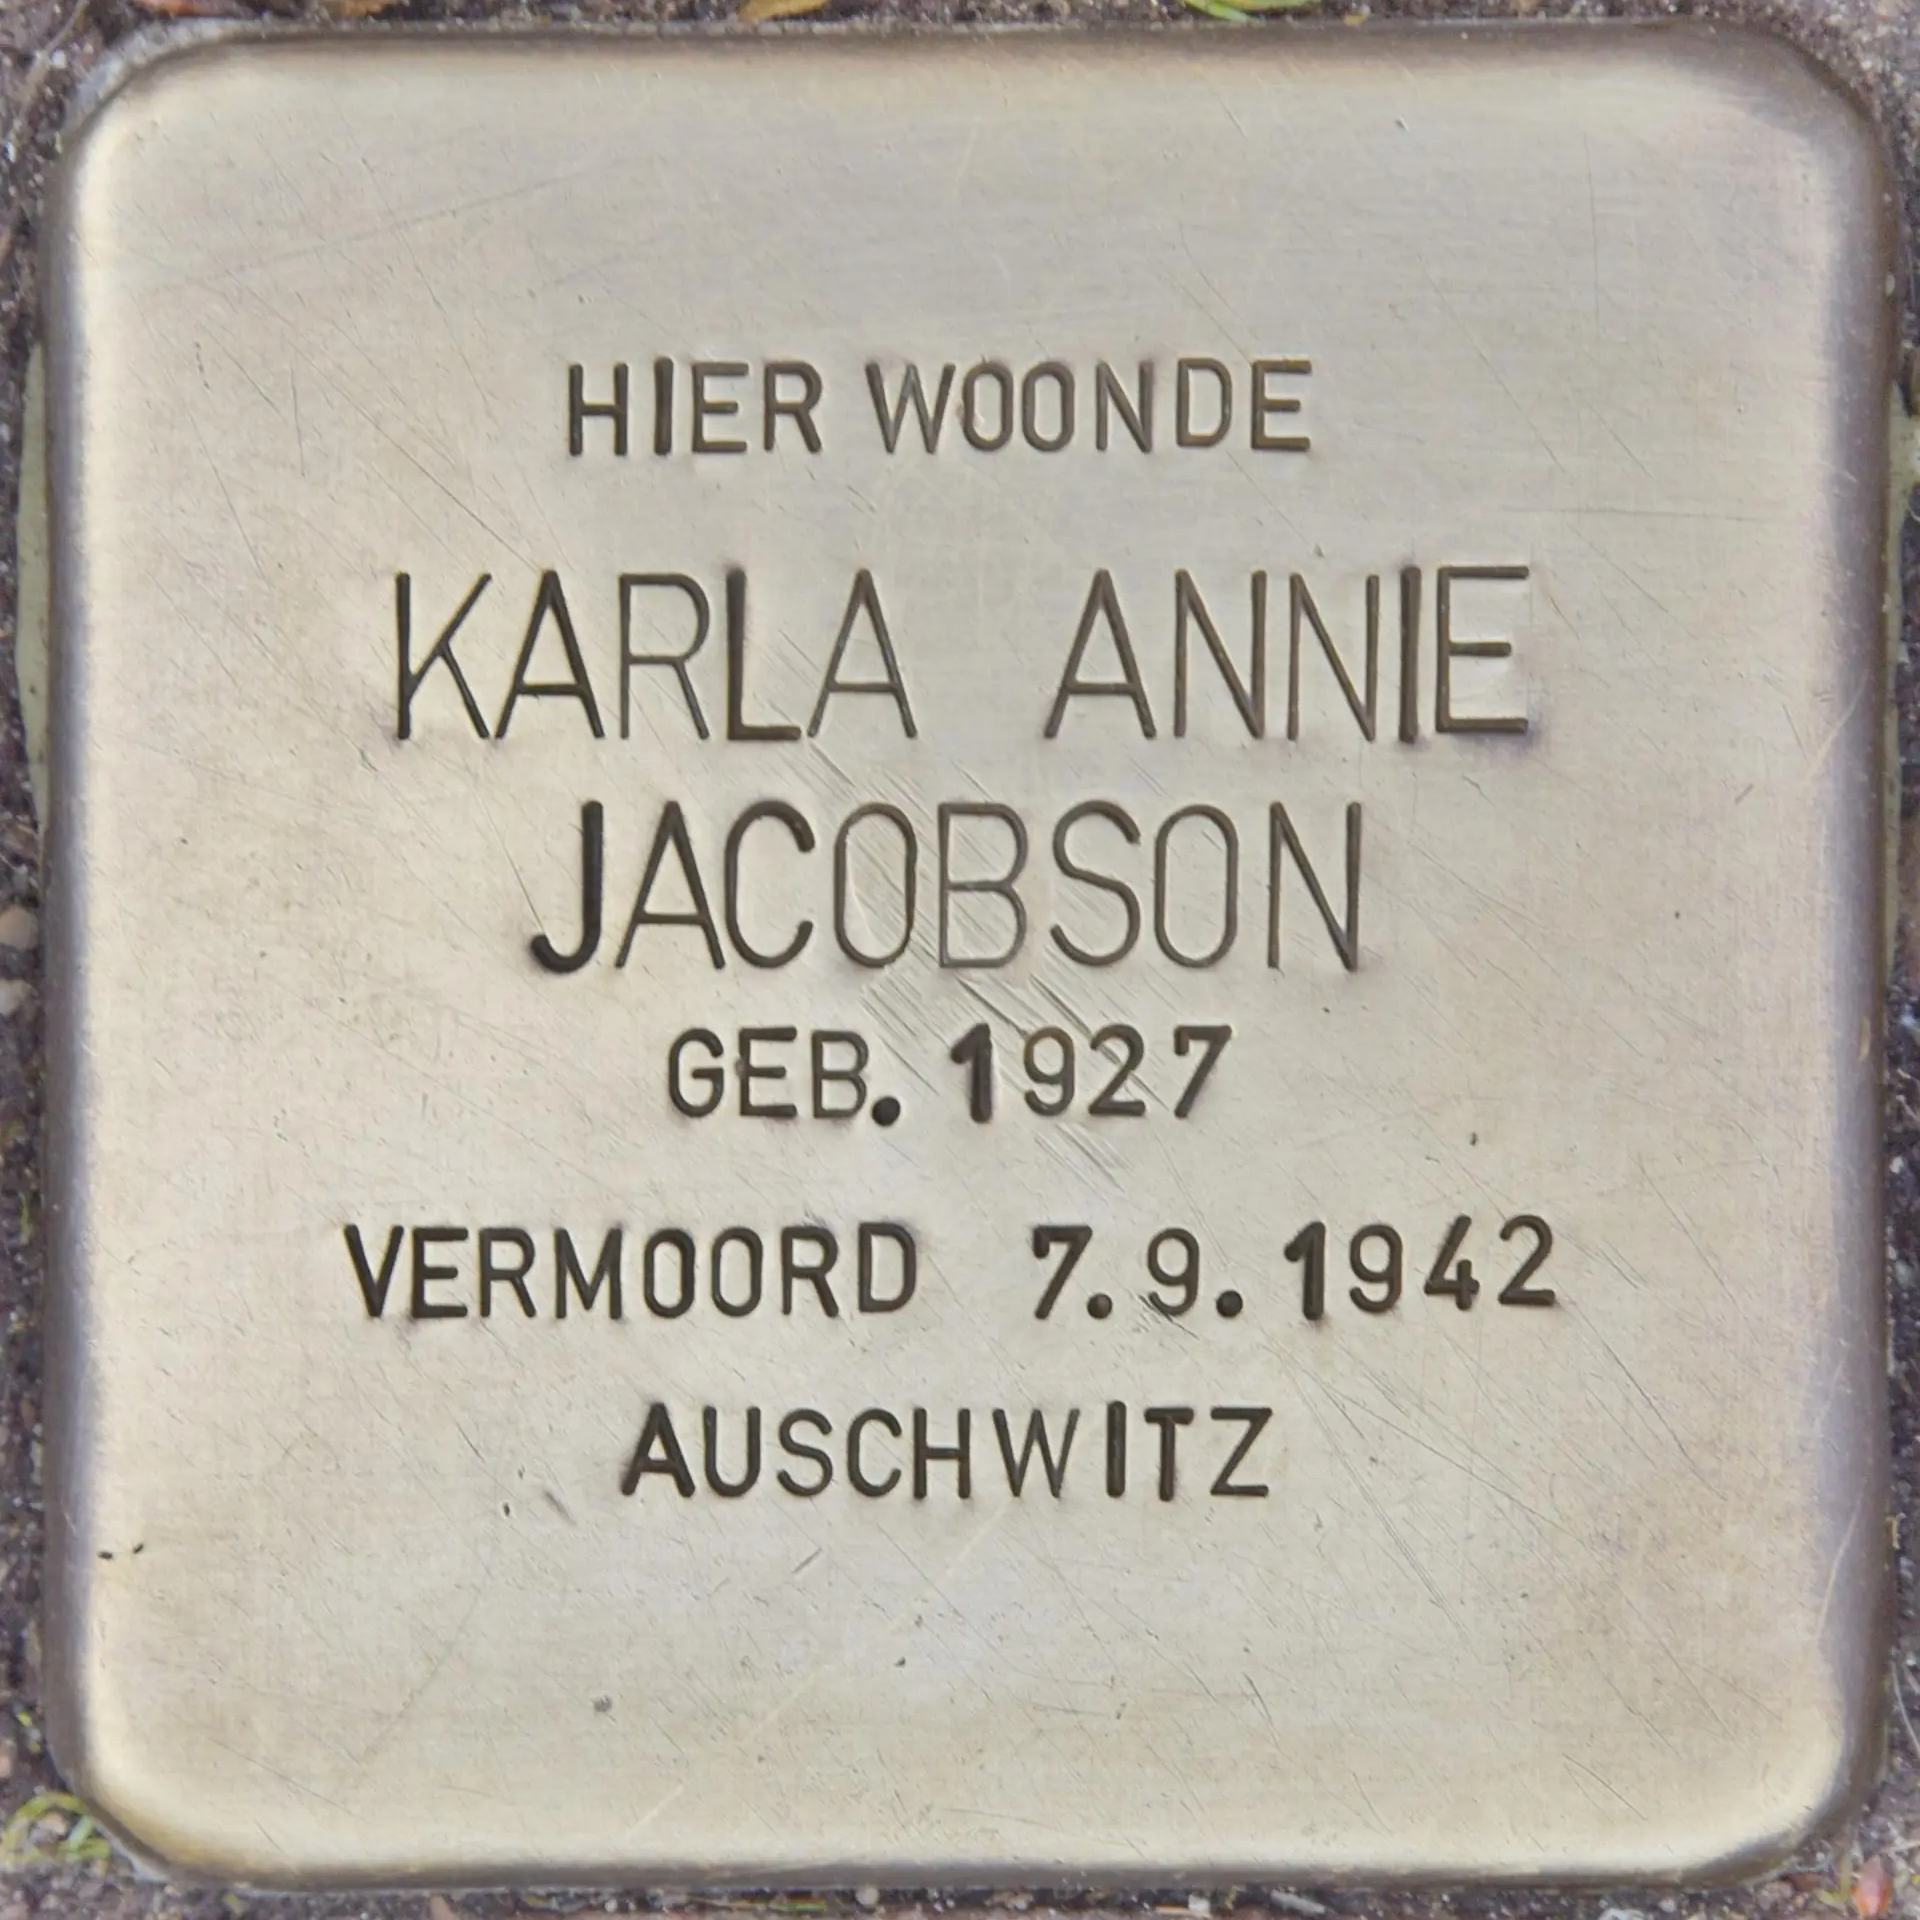 HIER WOONDE
KARLA ANNIE
JACOBSON
GEB. 1927
VERMOORD 7.9.1942
AUSCHWITZ